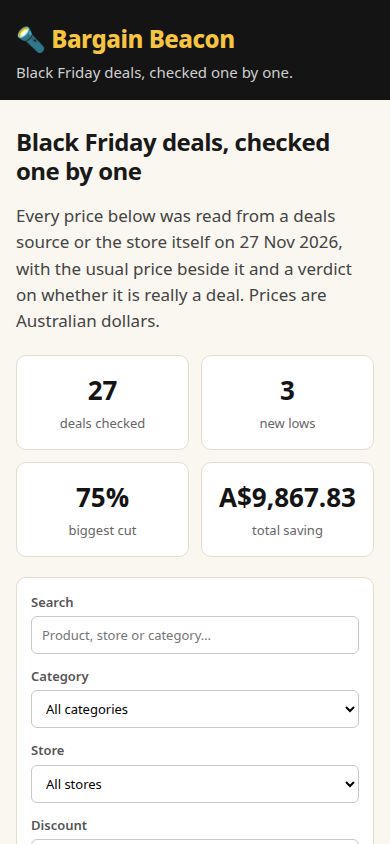 🔦 Bargain Beacon
Black Friday deals, checked one by one.
Black Friday deals, checked
one by one
Every price below was read from a deals
source or the store itself on 27 Nov 2026,
with the usual price beside it and a verdict
on whether it is really a deal. Prices are
Australian dollars.
27
deals checked
3
new lows
75%
biggest cut
A$9,867.83
total saving
Search
Product, store or category...
Category
All categories
Store
All stores
Discount